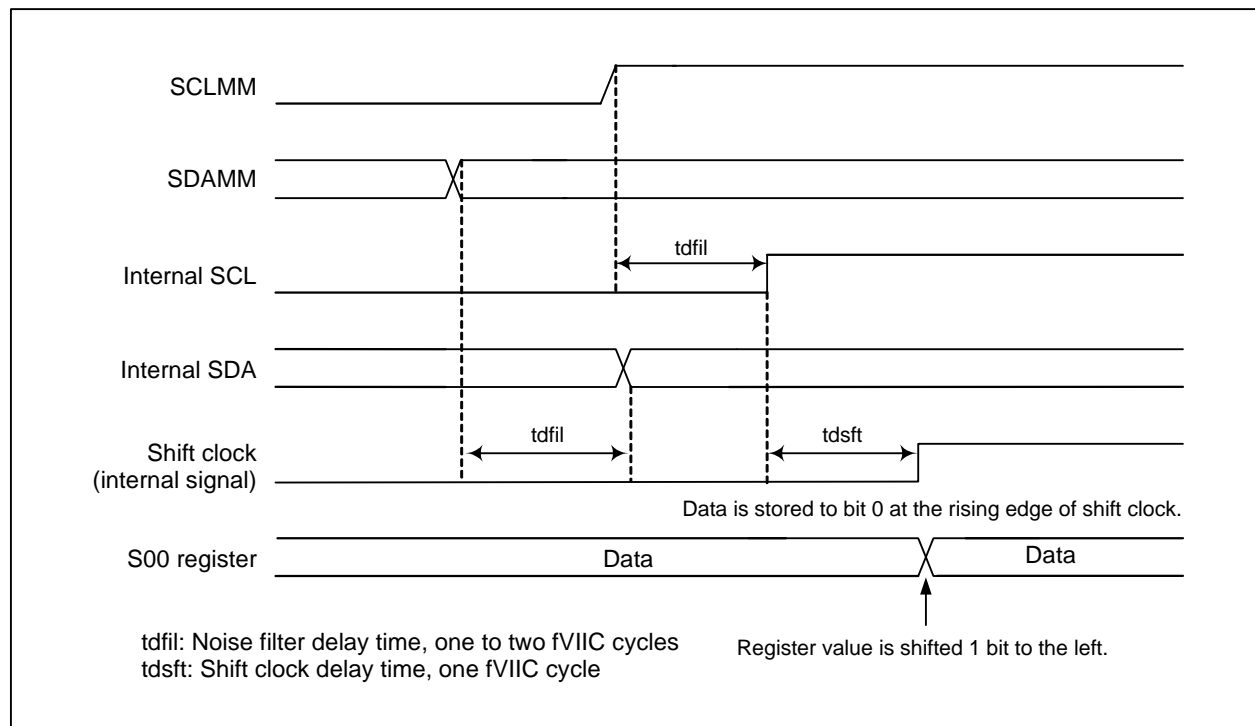 SCLMM
SDAMM
tdfil
Internal SCL
Internal SDA
tdfil
tdsft
Shift clock
(internal signal)
Data is stored to bit 0 at the rising edge of shift clock.
S00 register
Data
Data
tdfil: Noise filter delay time, one to two fVIIC cycles
tdsft: Shift clock delay time, one fVIIC cycle
Register value is shifted 1 bit to the left.